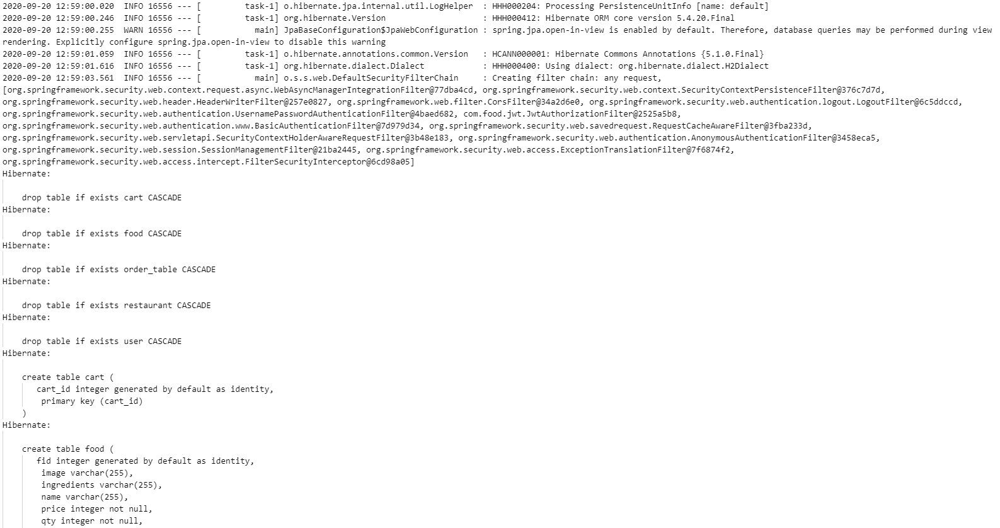 2020-09-20 12:59:00.020  INFO 16556 --- [         task-1] o.hibernate.jpa.internal.util.LogHelper  : HHH000204: Processing PersistenceUnitInfo [name: default]
2020-09-20 12:59:00.246  INFO 16556 --- [         task-1] org.hibernate.Version                    : HHH000412: Hibernate ORM core version 5.4.20.Final
2020-09-20 12:59:00.255  WARN 16556 --- [           main] JpaBaseConfiguration$JpaWebConfiguration : spring.jpa.open-in-view is enabled by default. Therefore, database queries may be performed during view
rendering. Explicitly configure spring.jpa.open-in-view to disable this warning
2020-09-20 12:59:01.059  INFO 16556 --- [         task-1] o.hibernate.annotations.common.Version   : HCANN000001: Hibernate Commons Annotations {5.1.0.Final}
2020-09-20 12:59:01.616  INFO 16556 --- [         task-1] org.hibernate.dialect.Dialect            : HHH000400: Using dialect: org.hibernate.dialect.H2Dialect
2020-09-20 12:59:03.561  INFO 16556 --- [           main] o.s.s.web.DefaultSecurityFilterChain     : Creating filter chain: any request,
[org.springframework.security.web.context.request.async.WebAsyncManagerIntegrationFilter@77dba4cd, org.springframework.security.web.context.SecurityContextPersistenceFilter@376c7d7d,
org.springframework.security.web.header.HeaderWriterFilter@257e0827, org.springframework.web.filter.CorsFilter@34a2d6e0, org.springframework.security.web.authentication.logout.LogoutFilter@6c5ddccd,
org.springframework.security.web.authentication.UsernamePasswordAuthenticationFilter@4baed682, com.food.jwt.JwtAuthorizationFilter@2525a5b8,
org.springframework.security.web.authentication.www.BasicAuthenticationFilter@7d979d34, org.springframework.security.web.savedrequest.RequestCacheAwareFilter@3fba233d,
org.springframework.security.web.servletapi.SecurityContextHolderAwareRequestFilter@3b48e183, org.springframework.security.web.authentication.AnonymousAuthenticationFilter@3458eca5,
org.springframework.security.web.session.SessionManagementFilter@21ba2445, org.springframework.security.web.access.ExceptionTranslationFilter@7f6874f2,
org.springframework.security.web.access.intercept.FilterSecurityInterceptor@6cd98a05]
Hibernate:
    drop table if exists cart CASCADE
Hibernate:
    drop table if exists food CASCADE
Hibernate:
    drop table if exists order_table CASCADE
Hibernate:
    drop table if exists restaurant CASCADE
Hibernate:
    drop table if exists user CASCADE
Hibernate:
    create table cart (
       cart_id integer generated by default as identity,
        primary key (cart_id)
    )
Hibernate:
    create table food (
       fid integer generated by default as identity,
        image varchar(255),
        ingredients varchar(255),
        name varchar(255),
        price integer not null,
        qty integer not null,